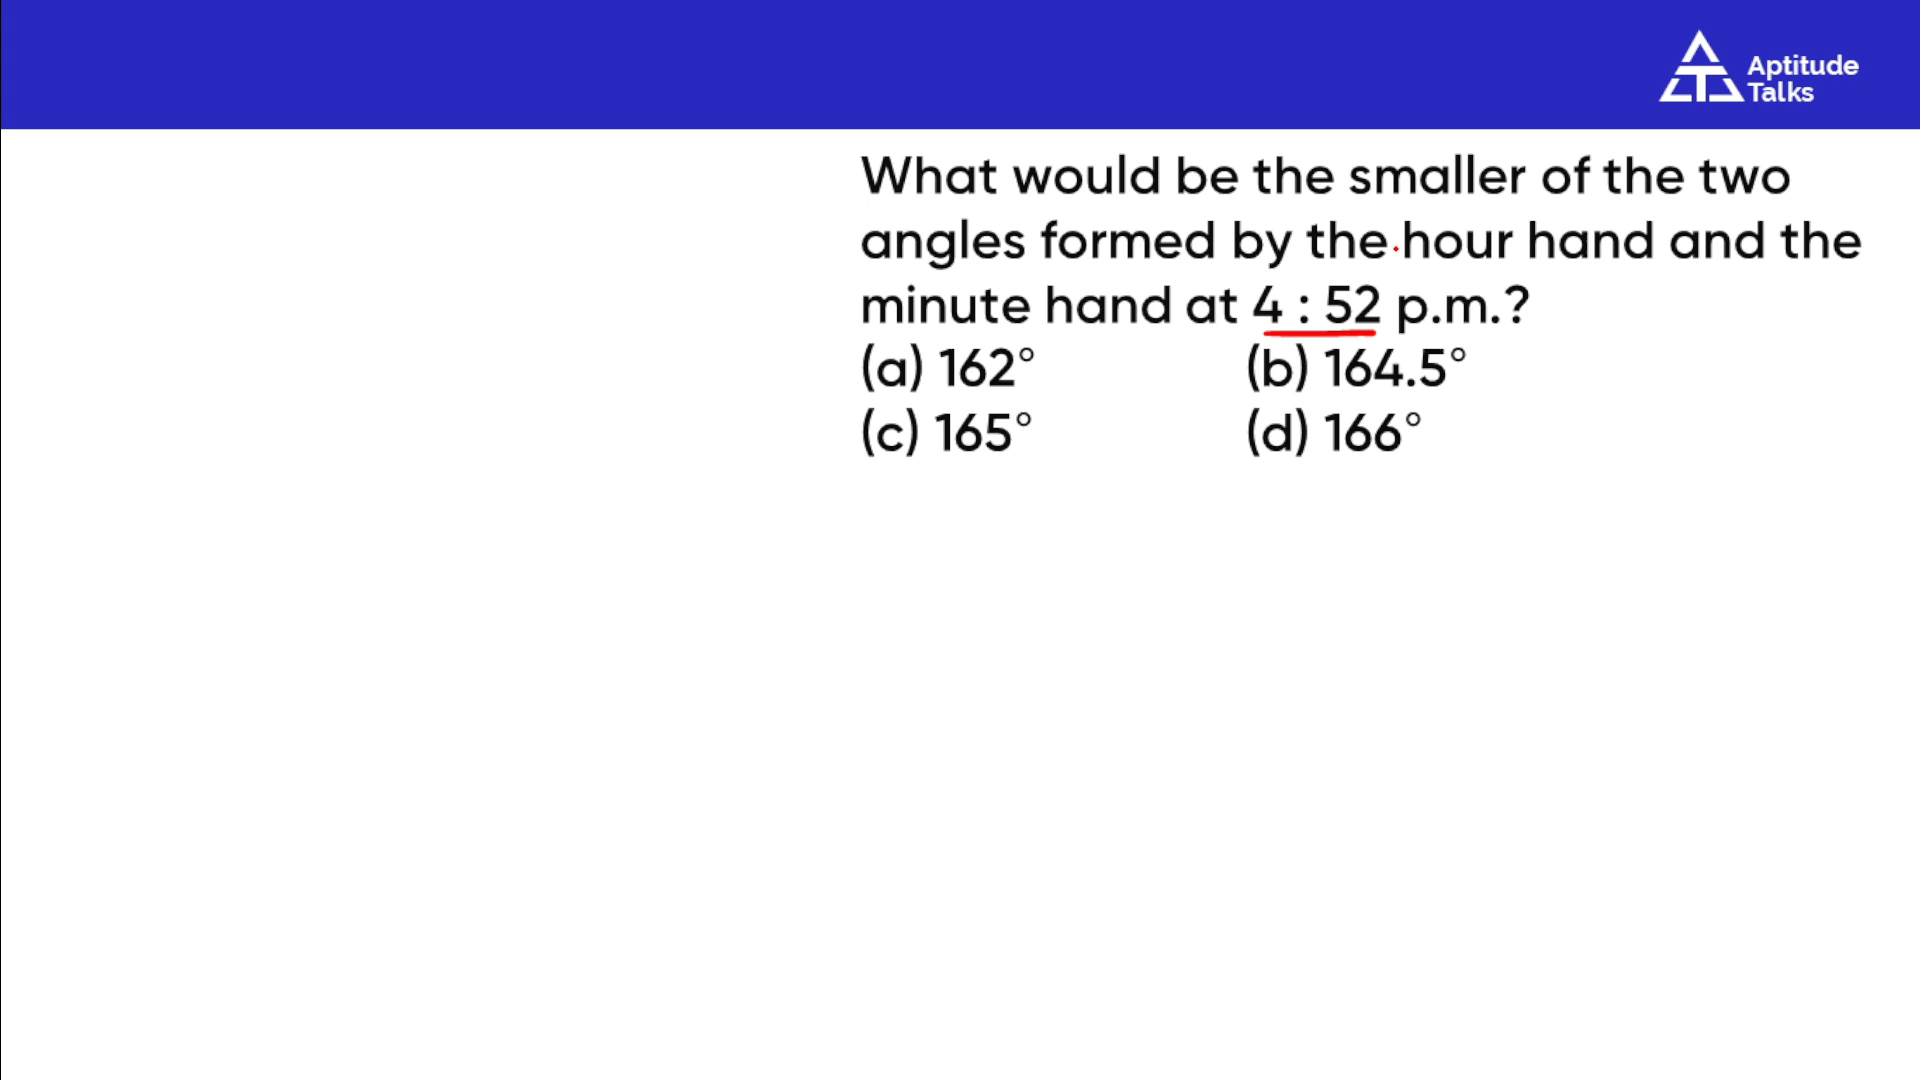 Aptitude
Talks
What would be the smaller of the two
angles formed by the hour hand and the
minute hand at 4 : 52 p.m.?
(a) 162° (b) 164.5°
(c) 165° (d) 166°